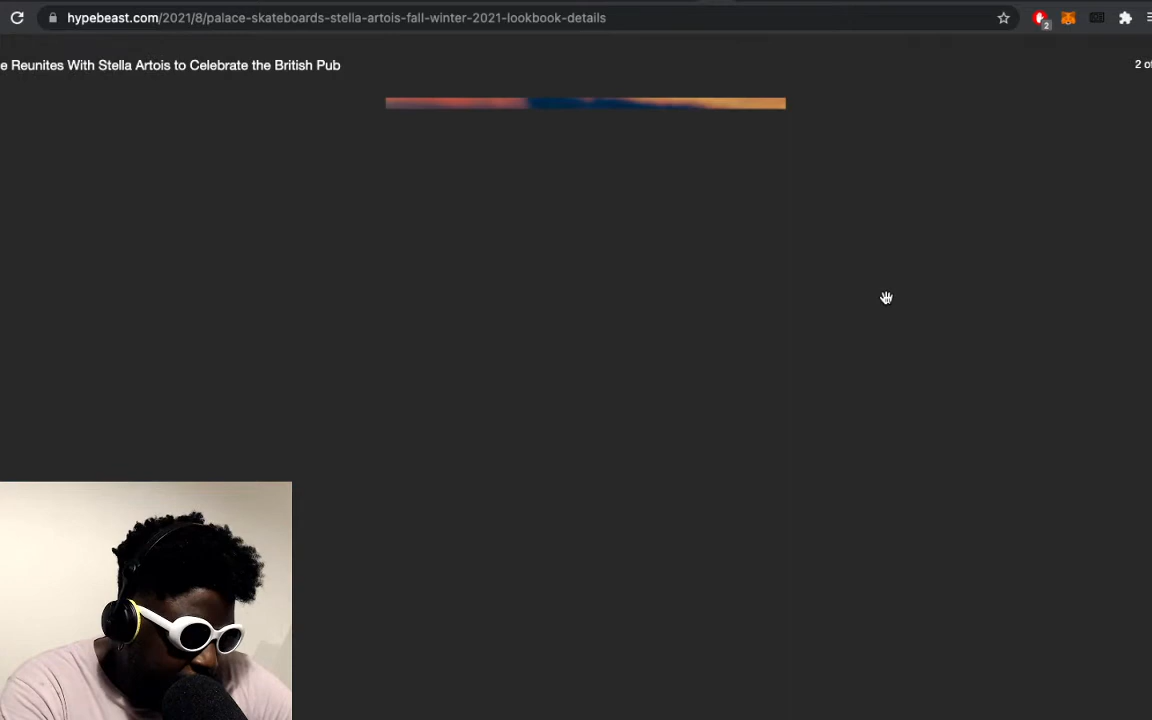 hypebeast.com/2021/8/palace-skateboards-stella-artois-fall-winter-2021-lookbook-details
2
e Reunites With Stella Artois to Celebrate the British Pub
2 of